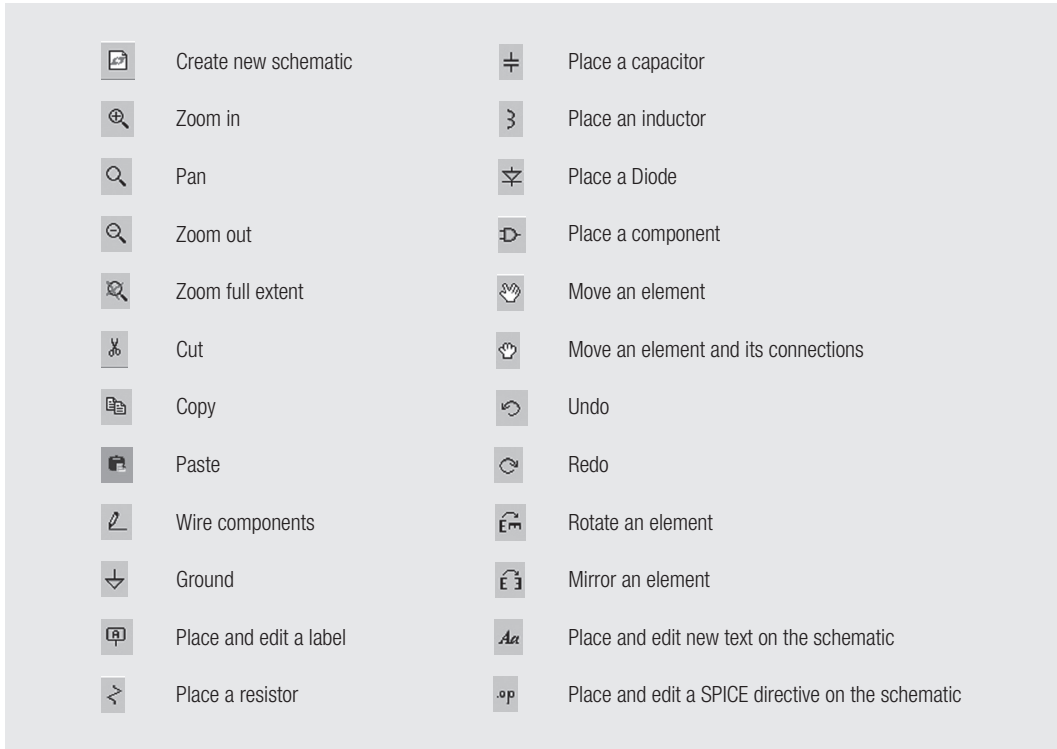 Create new schematic
Zoom in
Pan
Zoom out
Zoom full extent
Cut
Copy
Paste
Wire components
Ground
A Place and edit a label
Place a resistor
Place a capacitor
Place an inductor
Place a Diode
Place a component
Move an element
Move an element and its connections
Undo
Redo
E E Rotate an element
E E Mirror an element
Aa Place and edit new text on the schematic
.op Place and edit a SPICE directive on the schematic